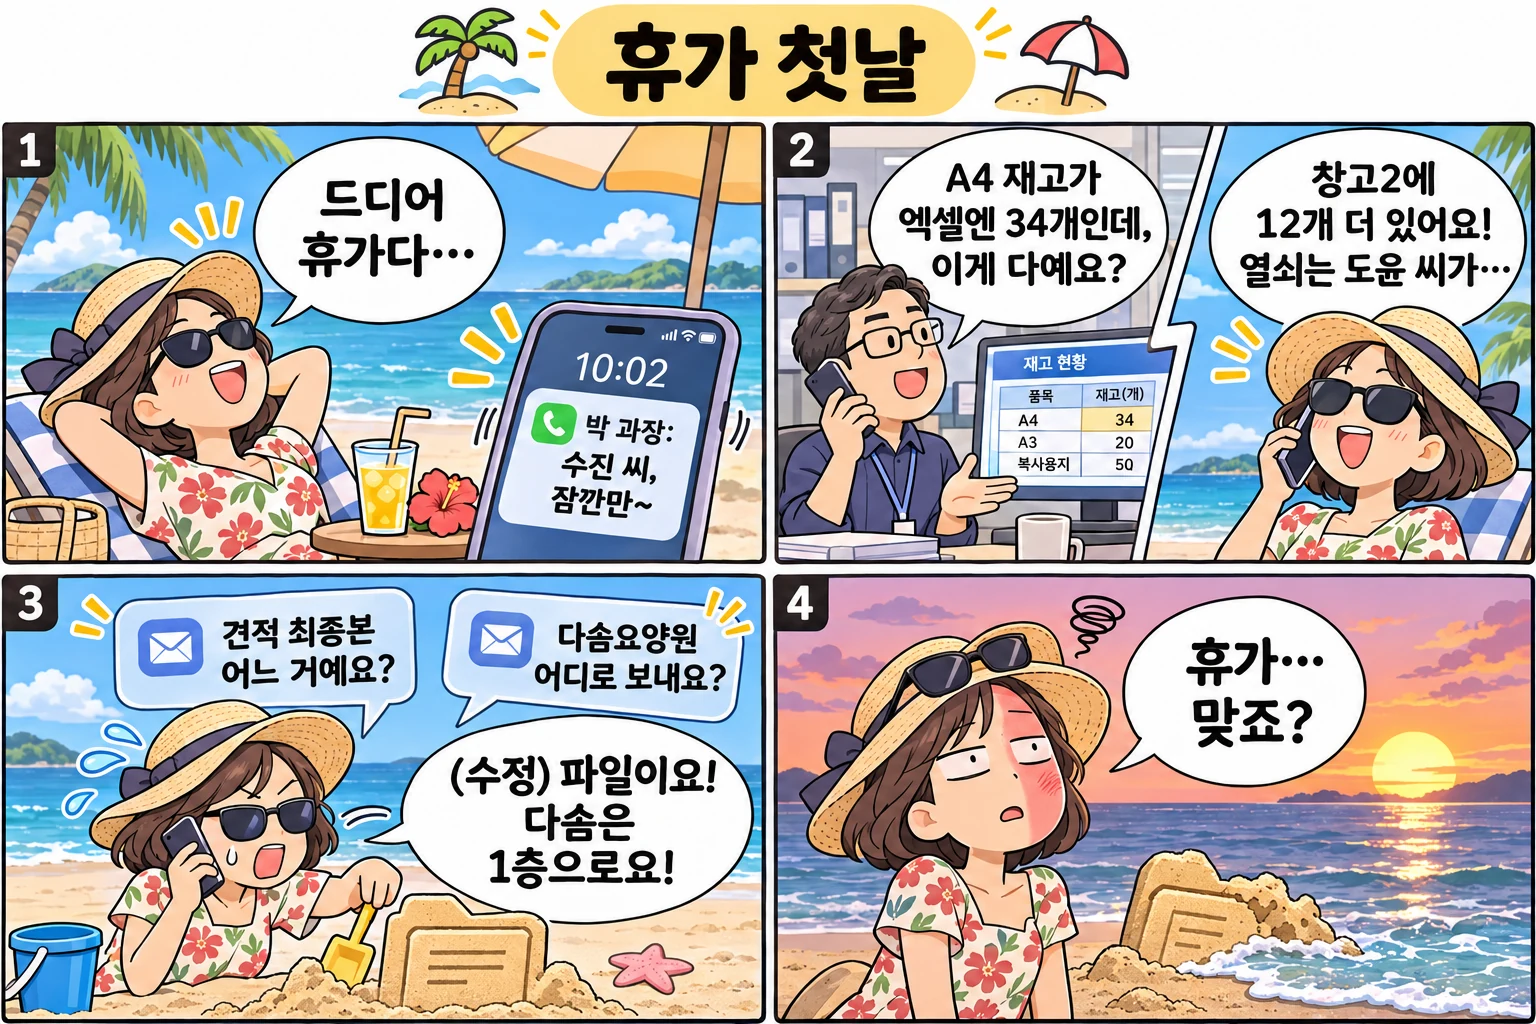 휴가 첫날
1
드디어
휴가다…
10:02
박 과장:
수진 씨,
잠깐만~
2
A4 재고가
엑셀엔 34개인데,
이게 다예요?
재고 현황
품목 재고(개)
A4 34
A3 20
복사용지 50
창고2에
12개 더 있어요!
열쇠는 도윤 씨가…
3
견적 최종본
어느 거예요?
다솜요양원
어디로 보내요?
(수정) 파일이요!
다솜은
1층으로요!
4
휴가…
맞죠?